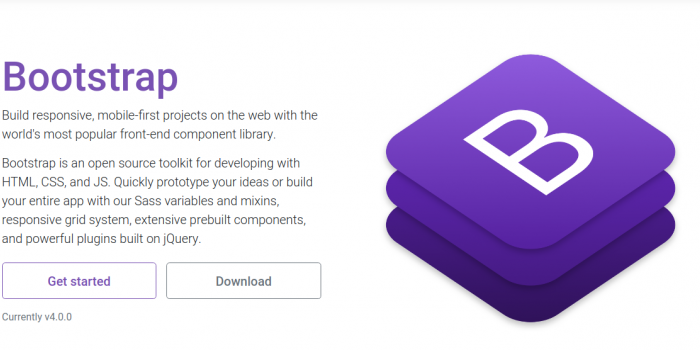 Bootstrap
Build responsive, mobile-first projects on the web with the
world's most popular front-end component library.
Bootstrap is an open source toolkit for developing with
HTML, CSS, and JS. Quickly prototype your ideas or build
your entire app with our Sass variables and mixins,
responsive grid system, extensive prebuilt components,
and powerful plugins built on jQuery.
Get started
Download
Currently v4.0.0
B